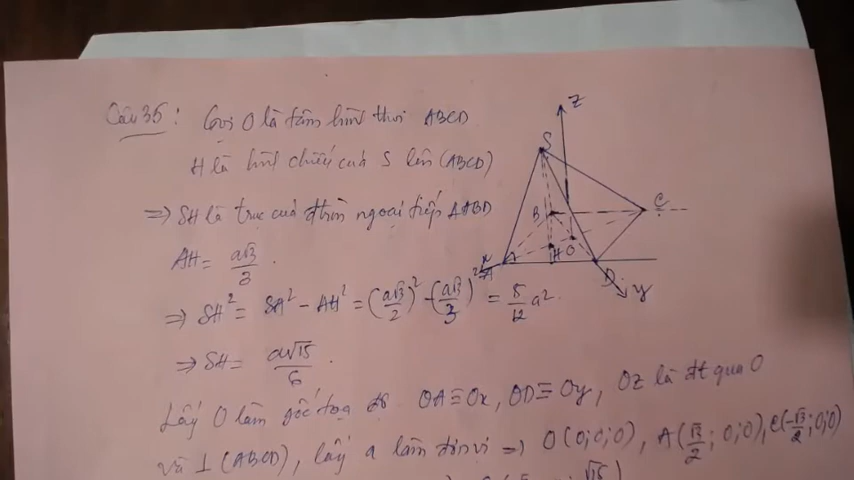 Câu 35: Gọi O là tâm hình thoi ABCD
H là hình chiếu của S lên (ABCD)
=> SH là trục của đtròn ngoại tiếp ΔABD
AH = a√3/3.
=> SH² = SA² - AH² = (a√3/2)² - (a√3/3)² = 5/12 a².
=> SH = a√15/6.
Lấy O làm gốc toạ độ. OA≡Ox, OD≡Oy, OZ là đt qua O
và ⊥(ABCD), lấy a làm đơn vị => O(0;0;0), A(√3/2; 0;0), C(-√3/2;0;0)
√15
Z
S
B
C
A
H
O
D
x
y